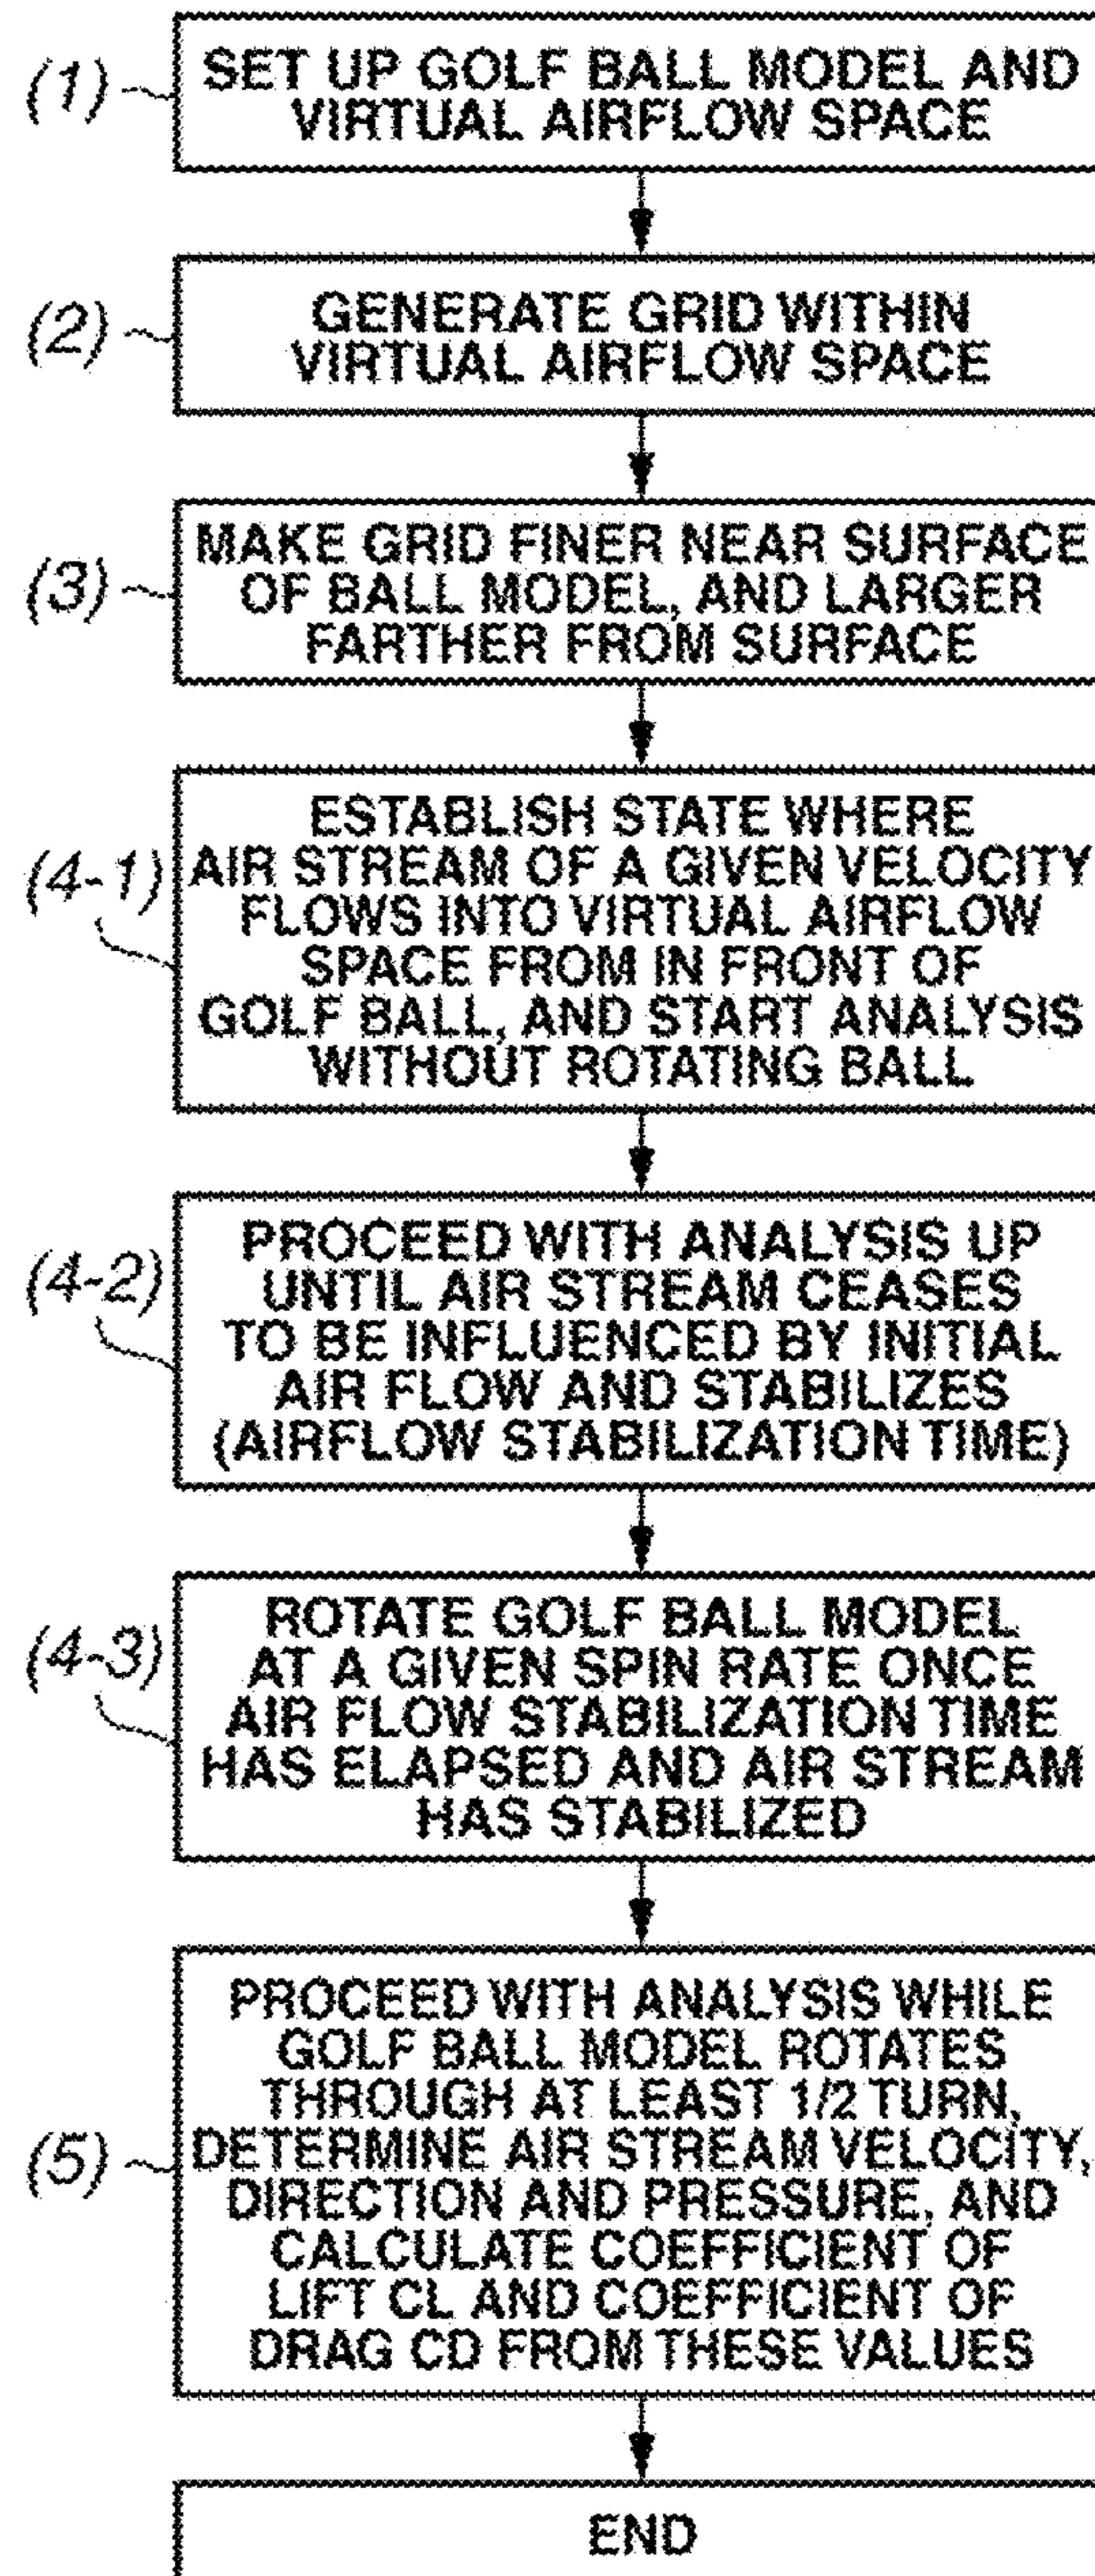 (1)
SET UP GOLF BALL MODEL AND
VIRTUAL AIRFLOW SPACE
(2)
GENERATE GRID WITHIN
VIRTUAL AIRFLOW SPACE
(3)
MAKE GRID FINER NEAR SURFACE
OF BALL MODEL, AND LARGER
FARTHER FROM SURFACE
(4-1)
ESTABLISH STATE WHERE
AIR STREAM OF A GIVEN VELOCITY
FLOWS INTO VIRTUAL AIRFLOW
SPACE FROM IN FRONT OF
GOLF BALL, AND START ANALYSIS
WITHOUT ROTATING BALL
(4-2)
PROCEED WITH ANALYSIS UP
UNTIL AIR STREAM CEASES
TO BE INFLUENCED BY INITIAL
AIR FLOW AND STABILIZES
(AIRFLOW STABILIZATION TIME)
(4-3)
ROTATE GOLF BALL MODEL
AT A GIVEN SPIN RATE ONCE
AIR FLOW STABILIZATION TIME
HAS ELAPSED AND AIR STREAM
HAS STABILIZED
(5)
PROCEED WITH ANALYSIS WHILE
GOLF BALL MODEL ROTATES
THROUGH AT LEAST 1/2 TURN,
DETERMINE AIR STREAM VELOCITY,
DIRECTION AND PRESSURE, AND
CALCULATE COEFFICIENT OF
LIFT CL AND COEFFICIENT OF
DRAG CD FROM THESE VALUES
END